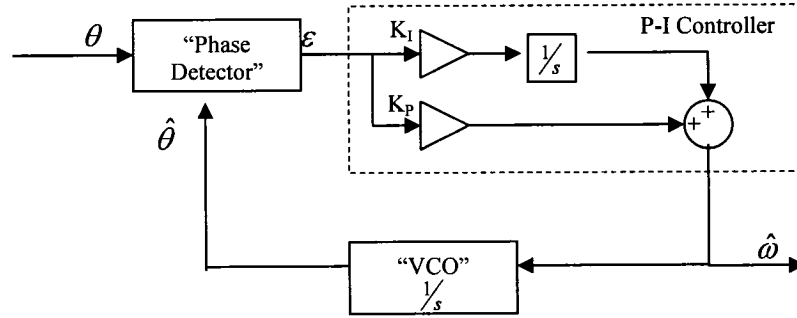 θ
"Phase
Detector"
ε
P-I Controller
K_I
1/s
K_P
+
+
θ̂
"VCO"
1/s
ω̂